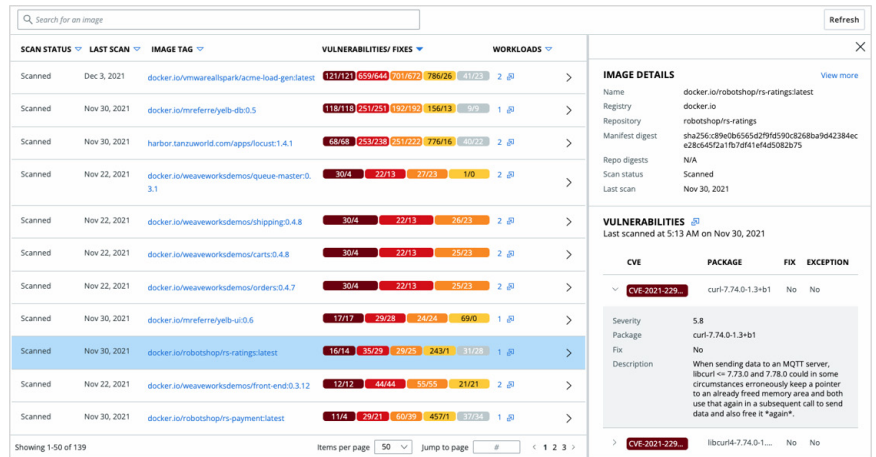 Search for an image
Refresh
SCAN STATUS LAST SCAN IMAGE TAG VULNERABILITIES/ FIXES WORKLOADS
Scanned Dec 3, 2021 docker.io/vmwareallspark/acme-load-gen:latest 121/121 659/644 701/672 786/26 41/23 2
Scanned Nov 30, 2021 docker.io/mreferre/yelb-db:0.5 118/118 251/251 192/192 156/13 9/9 1
Scanned Nov 30, 2021 harbor.tanzuworld.com/apps/locust:1.4.1 68/68 253/238 251/222 776/16 40/22 2
Scanned Nov 22, 2021 docker.io/weaveworksdemos/queue-master:0.
3.1 30/4 22/13 27/23 1/0 2
Scanned Nov 22, 2021 docker.io/weaveworksdemos/shipping:0.4.8 30/4 22/13 26/23 2
Scanned Nov 22, 2021 docker.io/weaveworksdemos/carts:0.4.8 30/4 22/13 25/23 2
Scanned Nov 22, 2021 docker.io/weaveworksdemos/orders:0.4.7 30/4 22/13 25/23 2
Scanned Nov 30, 2021 docker.io/mreferre/yelb-ui:0.6 17/17 29/28 24/24 69/0 1
Scanned Nov 30, 2021 docker.io/robotshop/rs-ratings:latest 16/14 35/29 29/25 243/1 31/28 1
Scanned Nov 22, 2021 docker.io/weaveworksdemos/front-end:0.3.12 12/12 44/44 55/55 21/21 2
Scanned Nov 30, 2021 docker.io/robotshop/rs-payment:latest 11/4 29/21 60/39 457/1 37/34 1
Showing 1-50 of 139 Items per page 50 Jump to page # < 1 2 3 >
IMAGE DETAILS View more
Name docker.io/robotshop/rs-ratings:latest
Registry docker.io
Repository robotshop/rs-ratings
Manifest digest sha256:c89e0b6565d2f9fd590c8268ba9d42384ec
e28c645f2a1fb7df41ef4d5082b75
Repo digests N/A
Scan status Scanned
Last scan Nov 30, 2021
VULNERABILITIES
Last scanned at 5:13 AM on Nov 30, 2021
CVE PACKAGE FIX EXCEPTION
CVE-2021-229... curl-7.74.0-1.3+b1 No No
Severity 5.8
Package curl-7.74.0-1.3+b1
Fix No
Description When sending data to an MQTT server,
libcurl <= 7.73.0 and 7.78.0 could in some
circumstances erroneously keep a pointer
to an already freed memory area and both
use that again in a subsequent call to send
data and also free it *again*.
CVE-2021-229... libcurl4-7.74.0-1.... No No